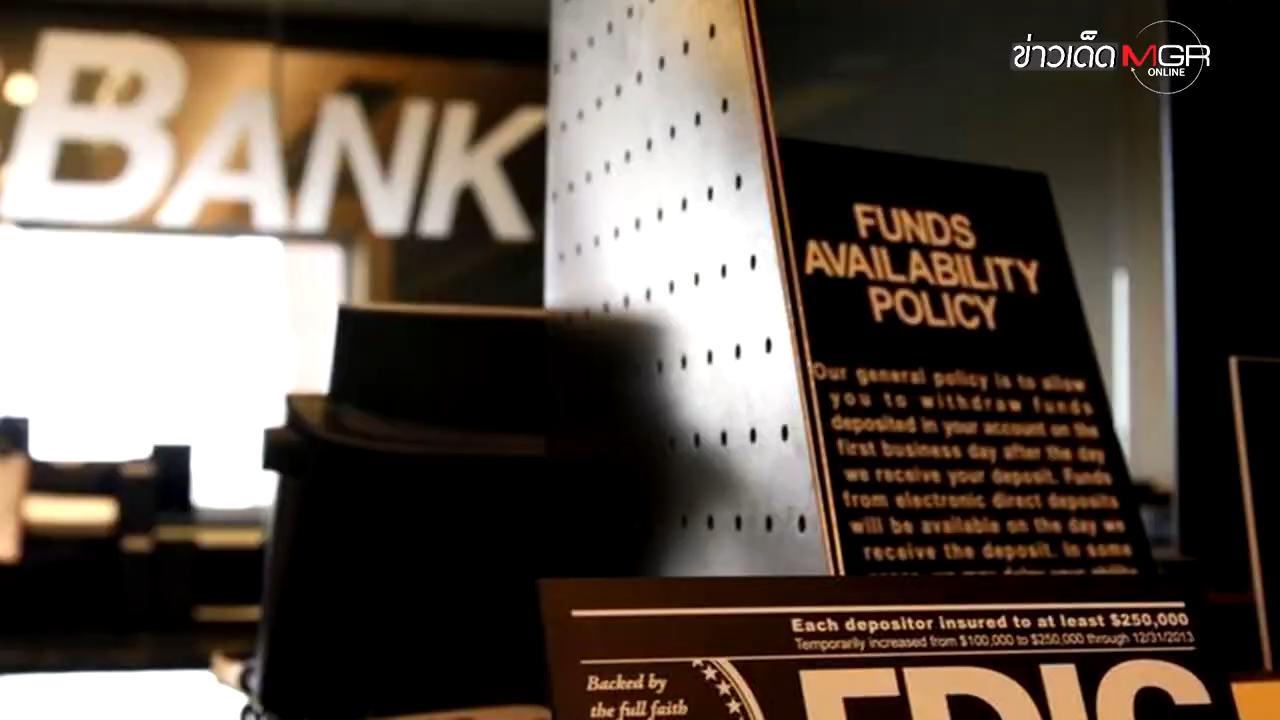 ข่าวเด็ด MGR
ONLINE
BANK
FUNDS
AVAILABILITY
POLICY
Our general policy is to allow
you to withdraw funds
deposited in your account on the
first business day after the day
we receive your deposit. Funds
from electronic direct deposits
will be available on the day we
receive the deposit. In some
Each depositor insured to at least $250,000
Temporarily increased from $100,000 to $250,000 through 12/31/2013
Backed by
the full faith
FDIC